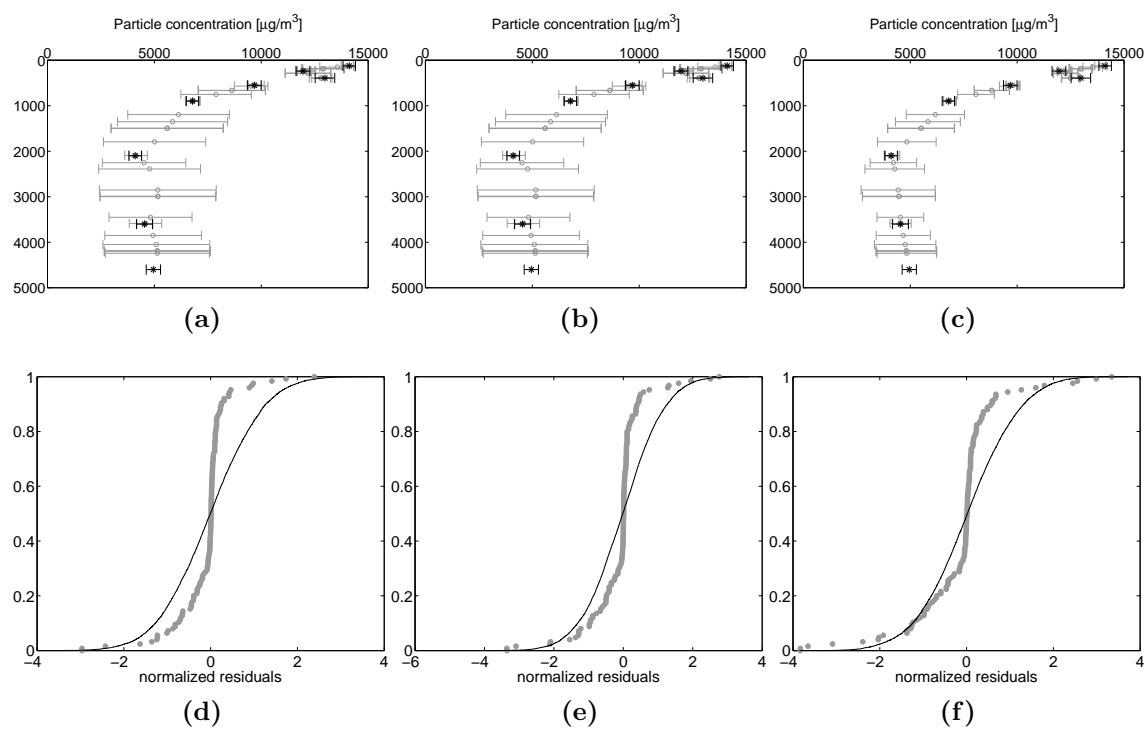 Particle concentration [μg/m³] Particle concentration [μg/m³] Particle concentration [μg/m³]
0 5000 10000 15000 0 5000 10000 15000 0 5000 10000 15000
0 0 0
1000 1000 1000
2000 2000 2000
3000 3000 3000
4000 4000 4000
5000 5000 5000
(a) (b) (c)
1 1 1
0.8 0.8 0.8
0.6 0.6 0.6
0.4 0.4 0.4
0.2 0.2 0.2
0 0 0
−4 −2 0 2 4 −6 −4 −2 0 2 4 −4 −2 0 2 4
normalized residuals normalized residuals normalized residuals
(d) (e) (f)